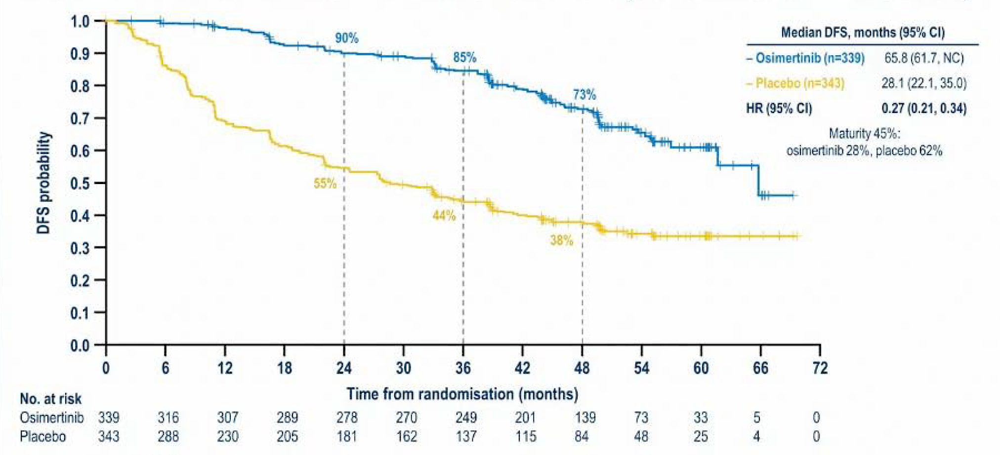 1.0
0.9
0.8
0.7
0.6
0.5
0.4
0.3
0.2
0.1
0.0
DFS probability
90%
85%
73%
55%
44%
38%
Median DFS, months (95% CI)
– Osimertinib (n=339) 65.8 (61.7, NC)
– Placebo (n=343) 28.1 (22.1, 35.0)
HR (95% CI) 0.27 (0.21, 0.34)
Maturity 45%:
osimertinib 28%, placebo 62%
0 6 12 18 24 30 36 42 48 54 60 66 72
Time from randomisation (months)
No. at risk
Osimertinib 339 316 307 289 278 270 249 201 139 73 33 5 0
Placebo 343 288 230 205 181 162 137 115 84 48 25 4 0